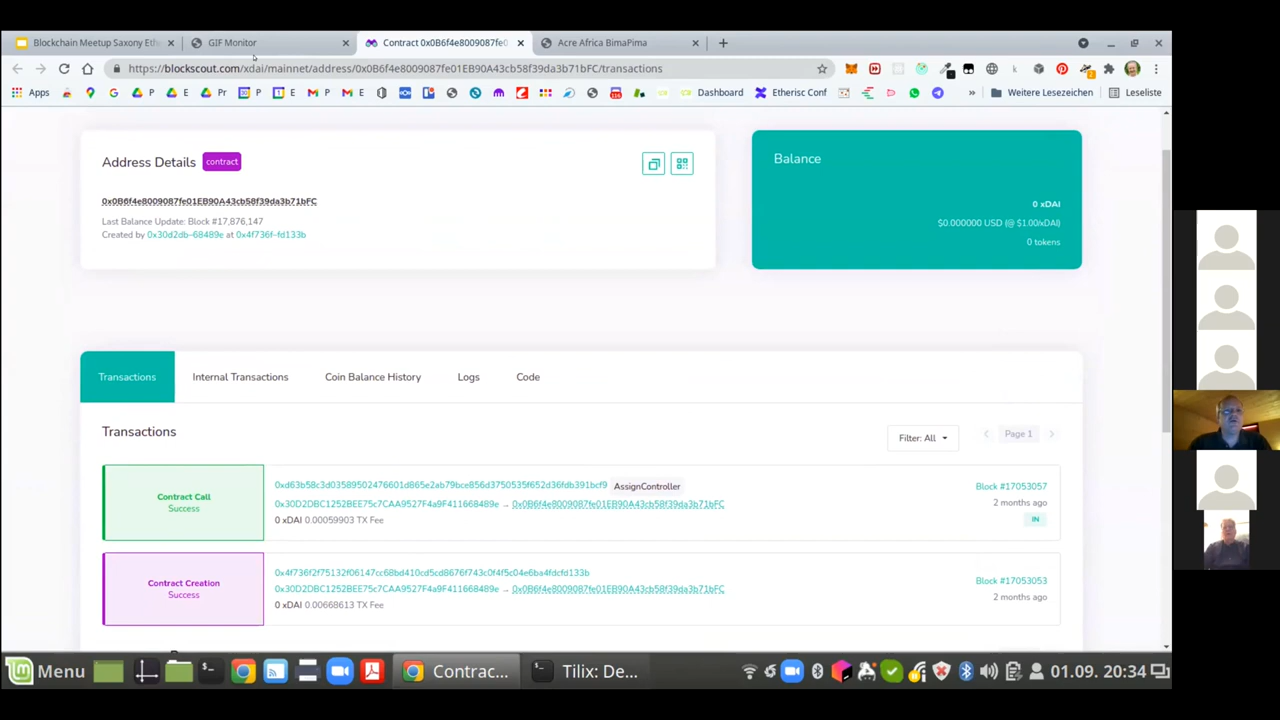 Blockchain Meetup Saxony Eth
GIF Monitor
Contract 0x0B6f4e8009087fe0
Acre Africa BimaPima
https://blockscout.com/xdai/mainnet/address/0x0B6f4e8009087fe01EB90A43cb58f39da3b71bFC/transactions
Apps
P
E
Pr
P
E
P
E
Dashboard
Etherisc Conf
»
Weitere Lesezeichen
Leseliste
Address Details
contract
0x0B6f4e8009087fe01EB90A43cb58f39da3b71bFC
Last Balance Update: Block #17,876,147
Created by 0x30d2db–68489e at 0x4f736f–fd133b
Balance
0 xDAI
$0.000000 USD (@ $1.00/xDAI)
0 tokens
Transactions
Internal Transactions
Coin Balance History
Logs
Code
Transactions
Filter: All
Page 1
Contract Call
Success
0xd63b58c3d03589502476601d865e2ab79bce856d3750535f652d36fdb391bcf9
AssignController
0x30D2DBC1252BEE75c7CAA9527F4a9F411668489e → 0x0B6f4e8009087fe01EB90A43cb58f39da3b71bFC
0 xDAI 0.00059903 TX Fee
Block #17053057
2 months ago
IN
Contract Creation
Success
0x4f736f2f75132f06147cc68bd410cd5cd8676f743c0f4f5c04e6ba4fdcfd133b
0x30D2DBC1252BEE75c7CAA9527F4a9F411668489e → 0x0B6f4e8009087fe01EB90A43cb58f39da3b71bFC
0 xDAI 0.00668613 TX Fee
Block #17053053
2 months ago
Menu
Contrac...
Tilix: De...
01.09. 20:34